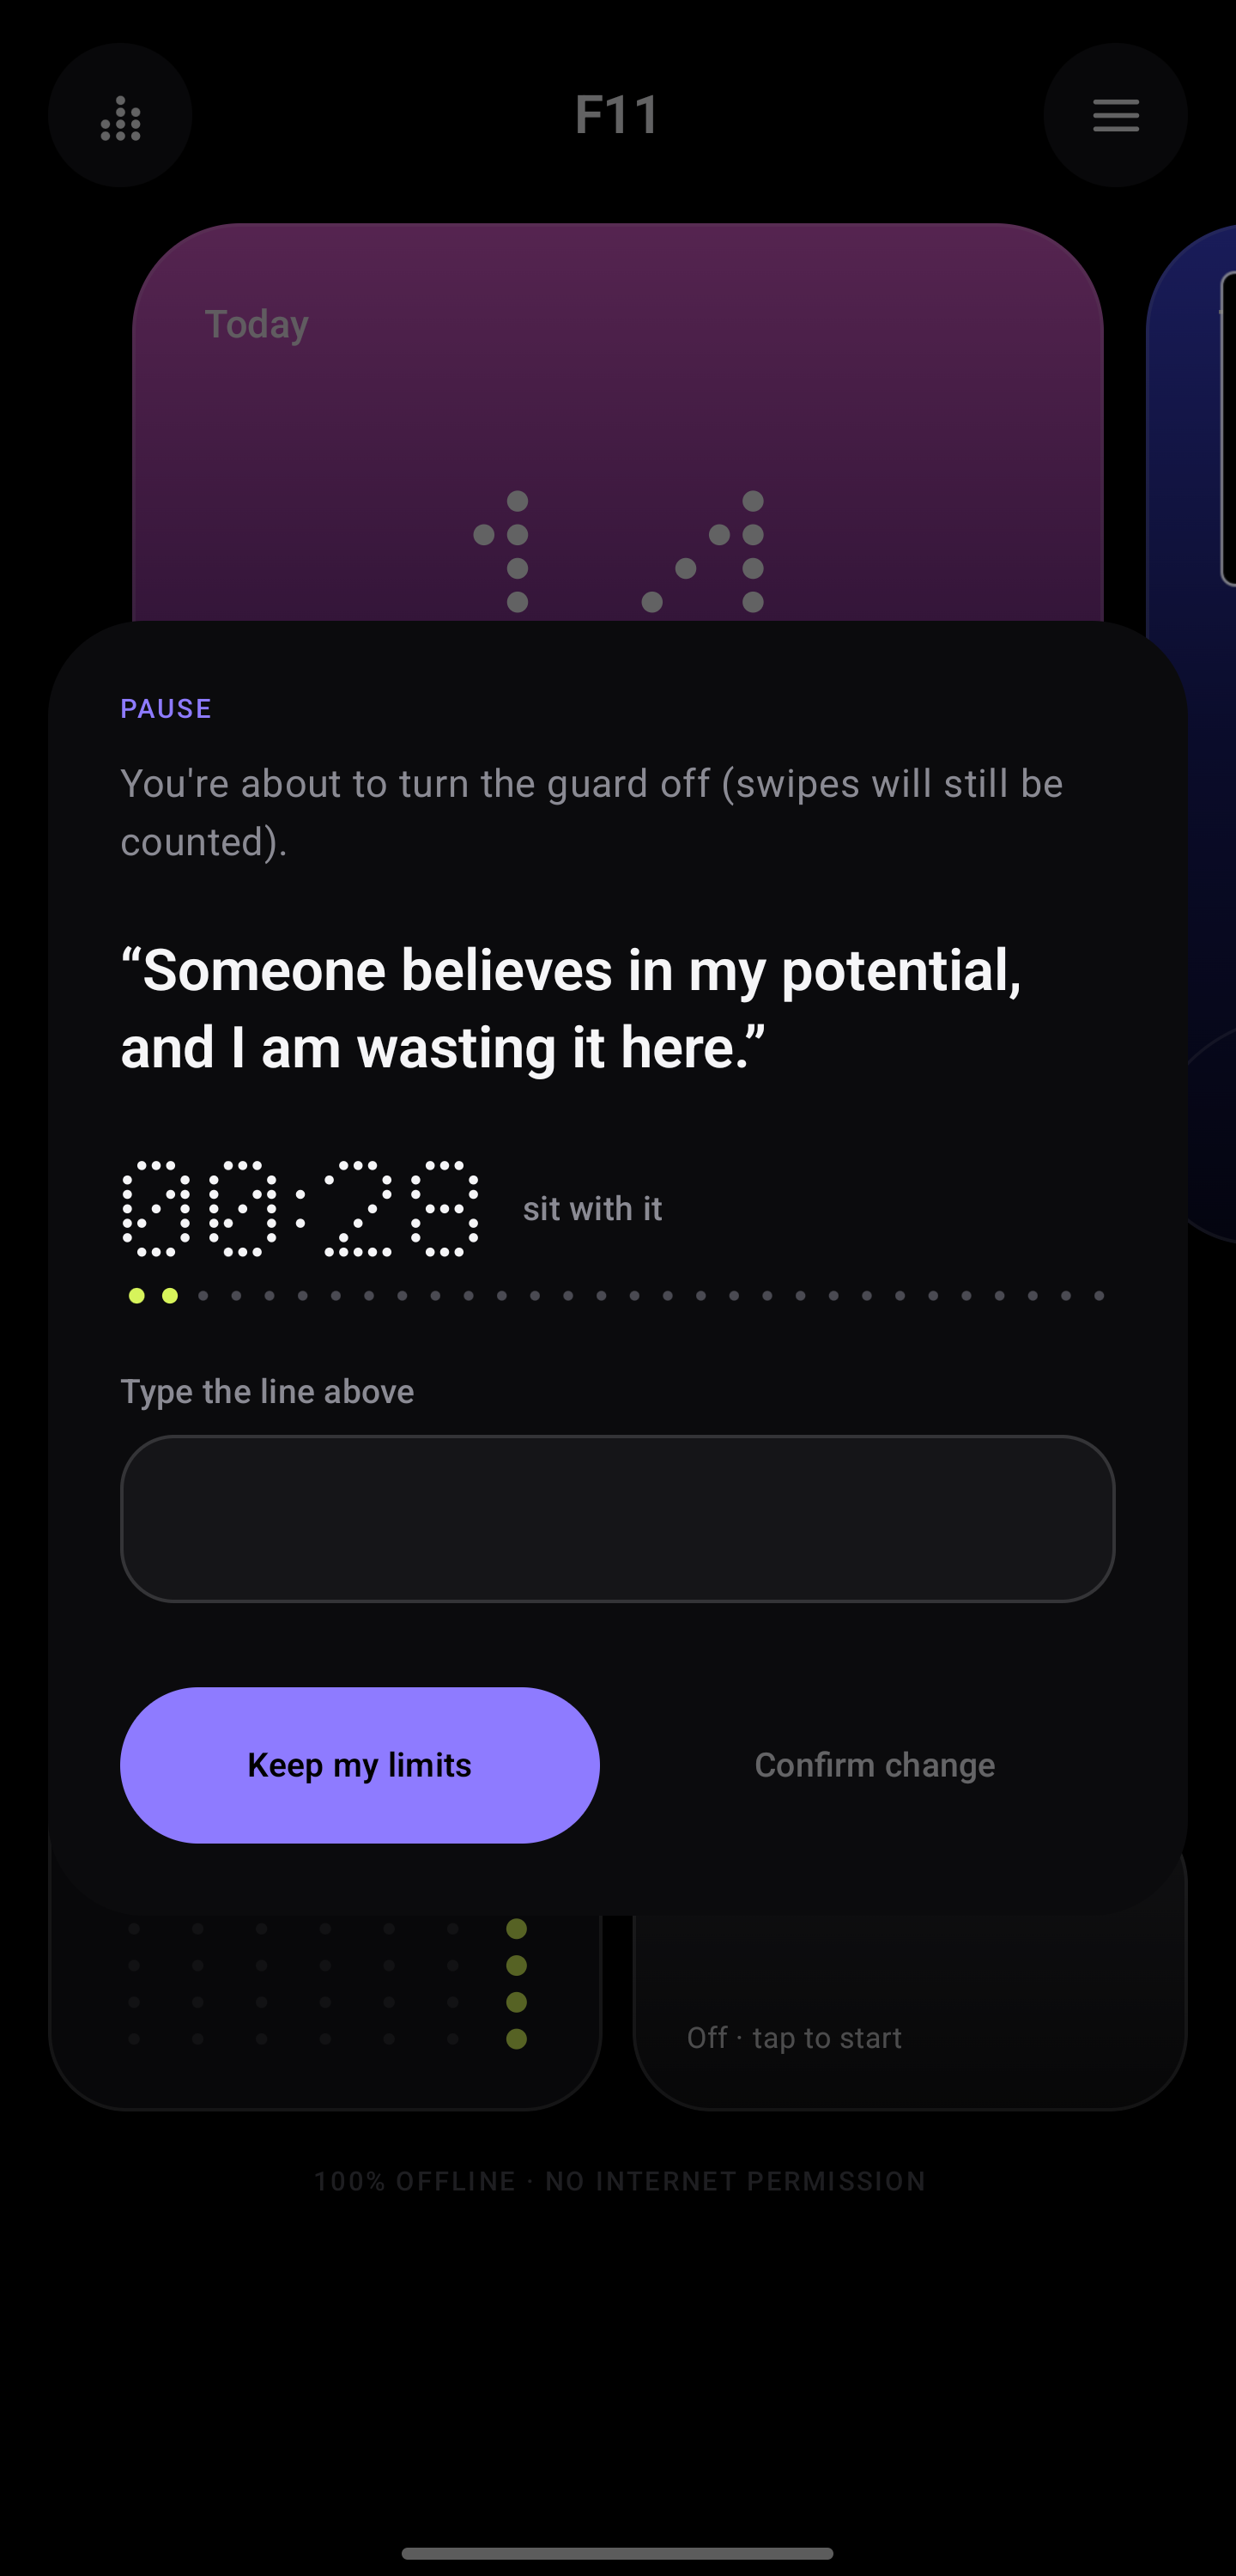 F11
Today
14
PAUSE
You're about to turn the guard off (swipes will still be
counted).
“Someone believes in my potential,
and I am wasting it here.”
00:28
sit with it
Type the line above
Keep my limits
Confirm change
Off · tap to start
100% OFFLINE · NO INTERNET PERMISSION